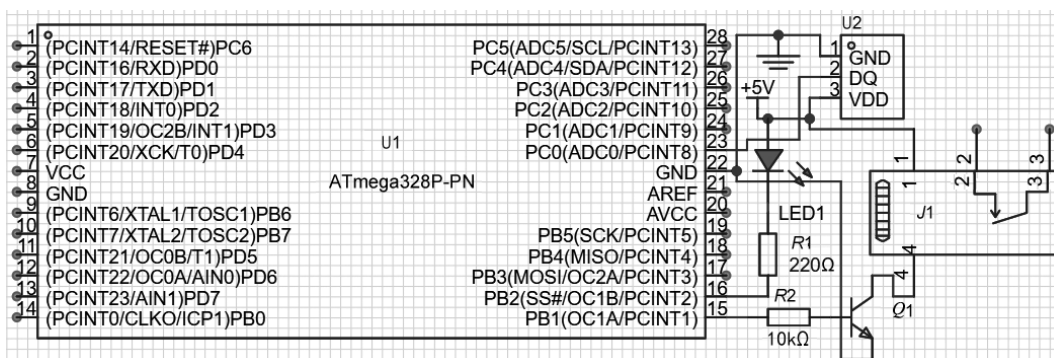 1 (PCINT14/RESET#)PC6
2 (PCINT16/RXD)PD0
3 (PCINT17/TXD)PD1
4 (PCINT18/INT0)PD2
5 (PCINT19/OC2B/INT1)PD3
6 (PCINT20/XCK/T0)PD4
7 VCC
8 GND
9 (PCINT6/XTAL1/TOSC1)PB6
10 (PCINT7/XTAL2/TOSC2)PB7
11 (PCINT21/OC0B/T1)PD5
12 (PCINT22/OC0A/AIN0)PD6
13 (PCINT23/AIN1)PD7
14 (PCINT0/CLKO/ICP1)PB0
U1
ATmega328P-PN
PC5(ADC5/SCL/PCINT13) 28
PC4(ADC4/SDA/PCINT12) 27
PC3(ADC3/PCINT11) 26
PC2(ADC2/PCINT10) 25
PC1(ADC1/PCINT9) 24
PC0(ADC0/PCINT8) 23
GND 22
AREF 21
AVCC 20
PB5(SCK/PCINT5) 19
PB4(MISO/PCINT4) 18
PB3(MOSI/OC2A/PCINT3) 17
PB2(SS#/OC1B/PCINT2) 16
PB1(OC1A/PCINT1) 15
U2
1 GND
2 DQ
3 VDD
+5V
LED1
R1
220Ω
R2
10kΩ
1
1
2
2
3
3
J1
4
4
Q1